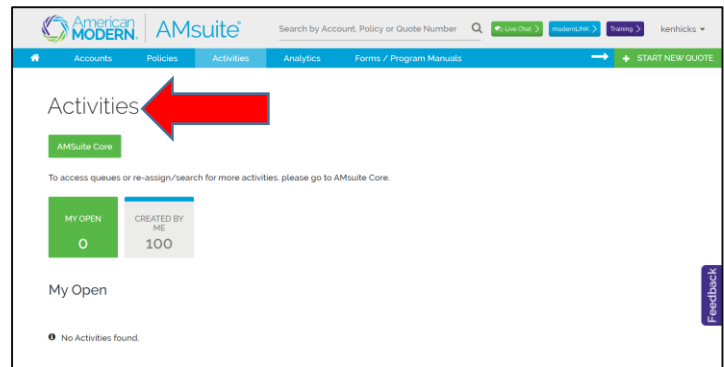 American MODERN. AMsuite®
Search by Account, Policy or Quote Number
Live Chat
modernLINK
Training
kenhicks
Accounts Policies Activities Analytics Forms / Program Manuals
+ START NEW QUOTE
Activities
AMSuite Core
To access queues or re-assign/search for more activities, please go to AMsuite Core.
MY OPEN
0
CREATED BY
ME
100
My Open
No Activities found.
Feedback